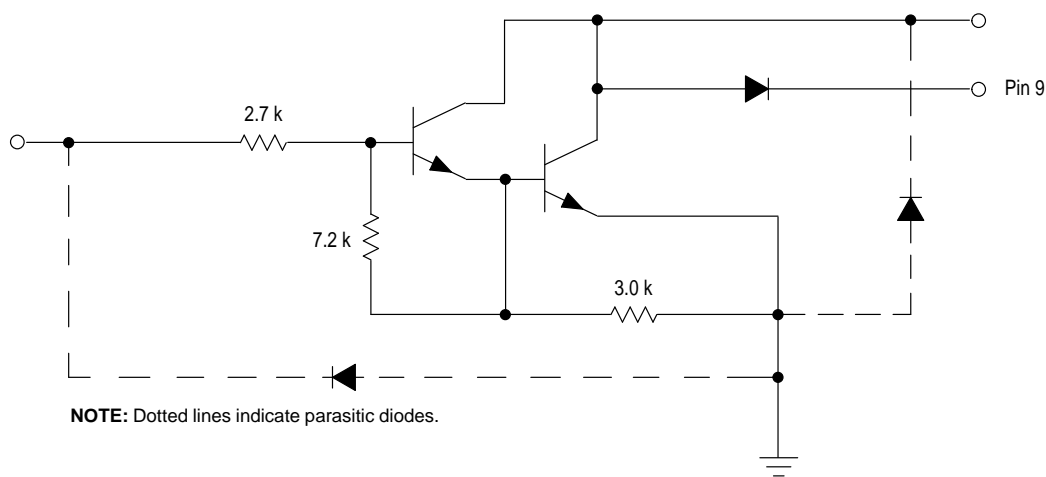 Pin 9
2.7 k
7.2 k
3.0 k
NOTE: Dotted lines indicate parasitic diodes.